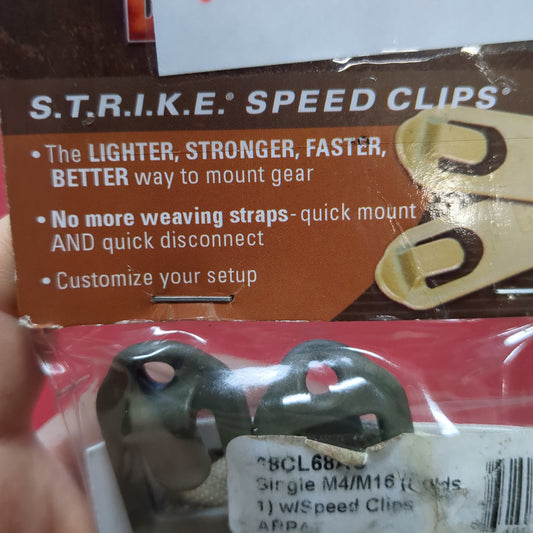 S.T.R.I.K.E.® SPEED CLIPS®
• The LIGHTER, STRONGER, FASTER,
BETTER way to mount gear
• No more weaving straps- quick mount
AND quick disconnect
• Customize your setup
Single M4/M16
1) w/Speed Clips